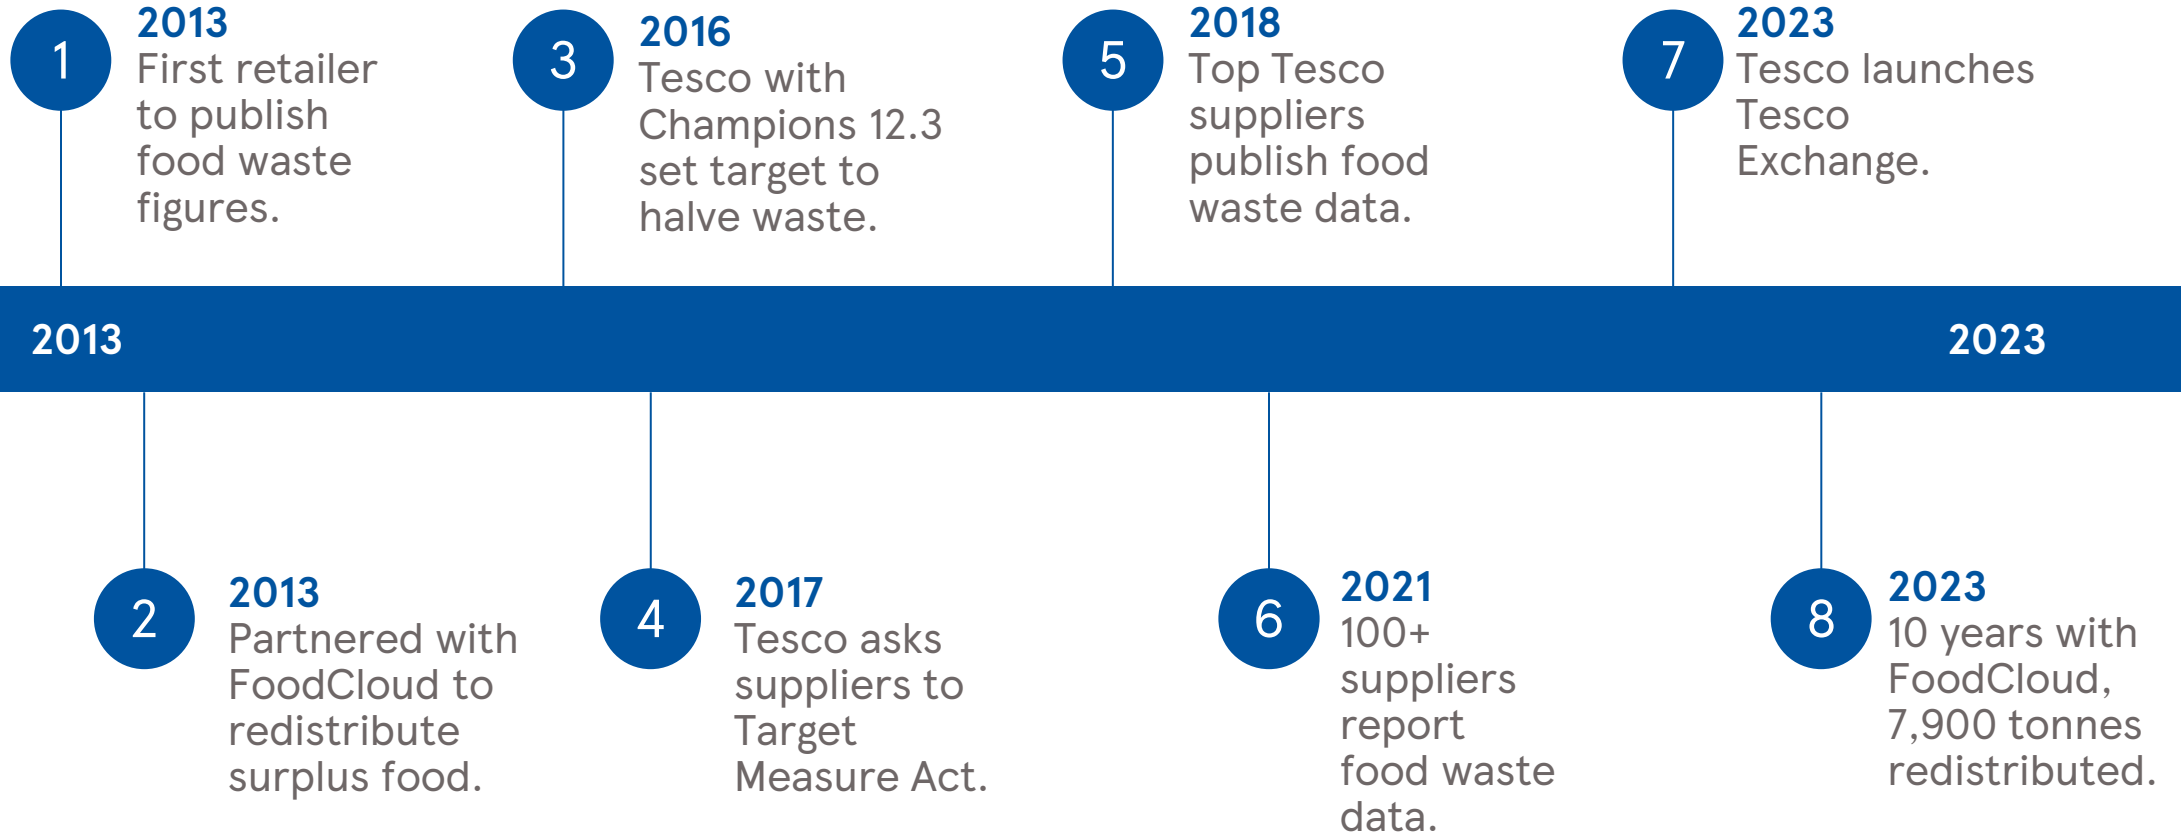 1
2013
First retailer
to publish
food waste
figures.
3
2016
Tesco with
Champions 12.3
set target to
halve waste.
5
2018
Top Tesco
suppliers
publish food
waste data.
7
2023
Tesco launches
Tesco
Exchange.
2013
2023
2
2013
Partnered with
FoodCloud to
redistribute
surplus food.
4
2017
Tesco asks
suppliers to
Target
Measure Act.
6
2021
100+
suppliers
report
food waste
data.
8
2023
10 years with
FoodCloud,
7,900 tonnes
redistributed.